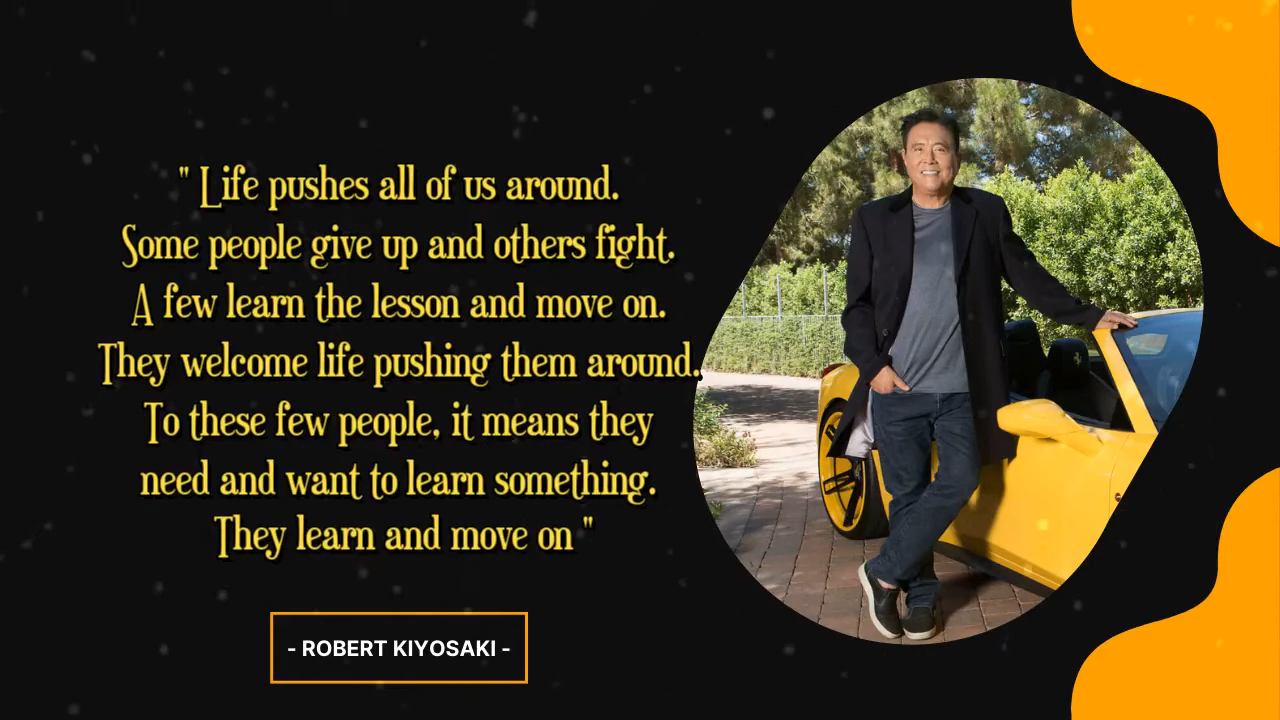 " Life pushes all of us around.
Some people give up and others fight.
A few learn the lesson and move on.
They welcome life pushing them around.
To these few people, it means they
need and want to learn something.
They learn and move on "
- ROBERT KIYOSAKI -